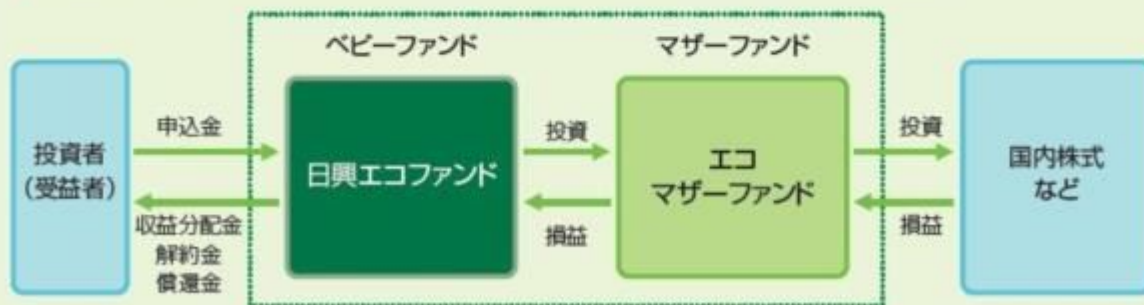 ベビーファンド
マザーファンド
投資者
(受益者)
申込金
収益分配金
解約金
償還金
日興エコファンド
投資
損益
エコ
マザーファンド
投資
損益
国内株式
など